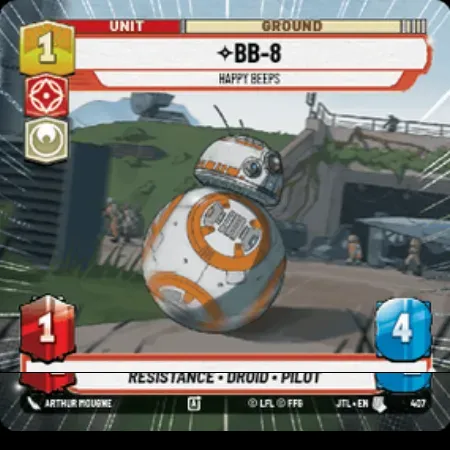 UNIT GROUND
1
✧BB-8
HAPPY BEEPS
1 4
RESISTANCE • DROID • PILOT
ARTHUR MOUGNE A © LFL © FFG JTL • EN 407